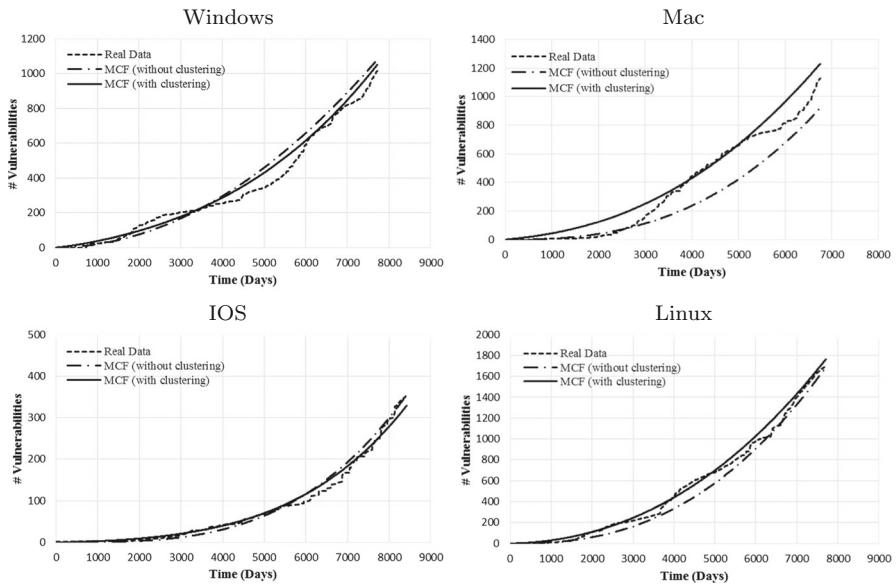 Windows
1200
1000
800
600
400
200
0
# Vulnerabilities
Real Data
MCF (without clustering)
MCF (with clustering)
0 1000 2000 3000 4000 5000 6000 7000 8000 9000
Time (Days)
Mac
1400
1200
1000
800
600
400
200
0
# Vulnerabilities
Real Data
MCF (without clustering)
MCF (with clustering)
0 1000 2000 3000 4000 5000 6000 7000 8000
Time (Days)
IOS
500
400
300
200
100
0
# Vulnerabilities
Real Data
MCF (without clustering)
MCF (with clustering)
0 1000 2000 3000 4000 5000 6000 7000 8000 9000
Time (Days)
Linux
2000
1800
1600
1400
1200
1000
800
600
400
200
0
# Vulnerabilities
Real Data
MCF (without clustering)
MCF (with clustering)
0 1000 2000 3000 4000 5000 6000 7000 8000 9000
Time (Days)